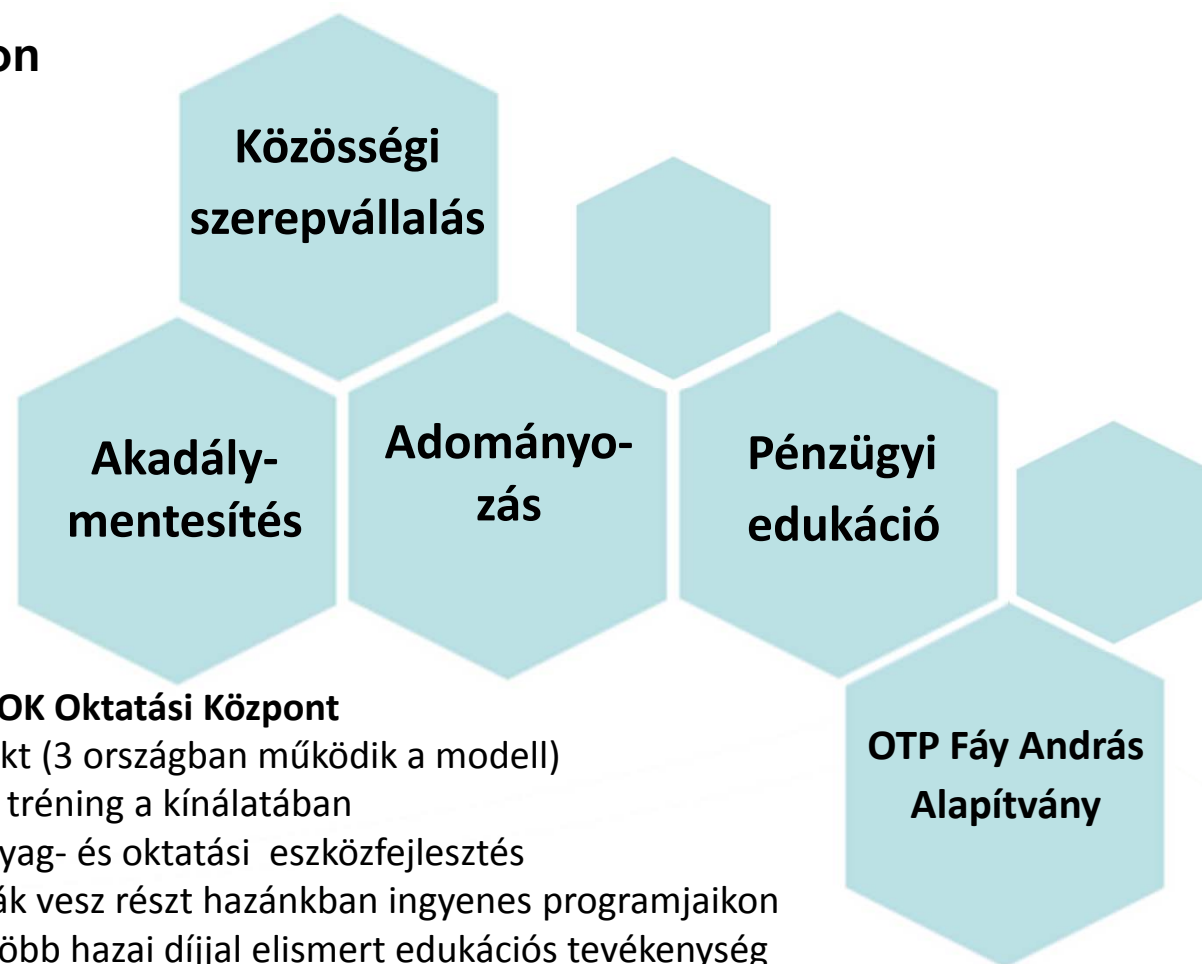 on
Közösségi
szerepvállalás
Akadály-
mentesítés
Adományo-
zás
Pénzügyi
edukáció
OK Oktatási Központ
kt (3 országban működik a modell)
tréning a kínálatában
yag- és oktatási eszközfejlesztés
ák vesz részt hazánkban ingyenes programjaikon
több hazai díjjal elismert edukációs tevékenység
OTP Fáy András
Alapítvány